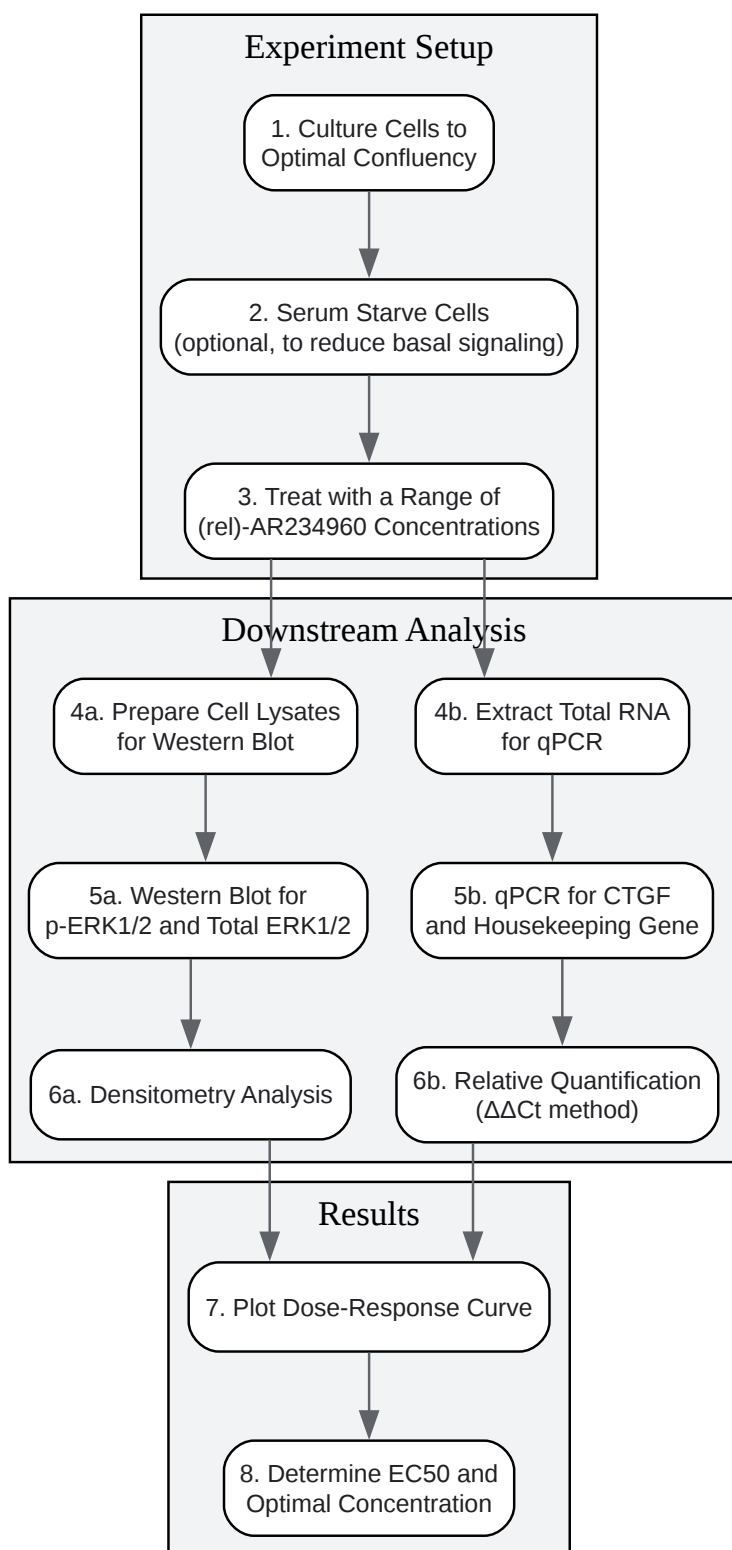 Experiment Setup
1. Culture Cells to
Optimal Confluency
2. Serum Starve Cells
(optional, to reduce basal signaling)
3. Treat with a Range of
(rel)-AR234960 Concentrations
Downstream Analysis
4a. Prepare Cell Lysates
for Western Blot
4b. Extract Total RNA
for qPCR
5a. Western Blot for
p-ERK1/2 and Total ERK1/2
5b. qPCR for CTGF
and Housekeeping Gene
6a. Densitometry Analysis
6b. Relative Quantification
(ΔΔCt method)
Results
7. Plot Dose-Response Curve
8. Determine EC50 and
Optimal Concentration